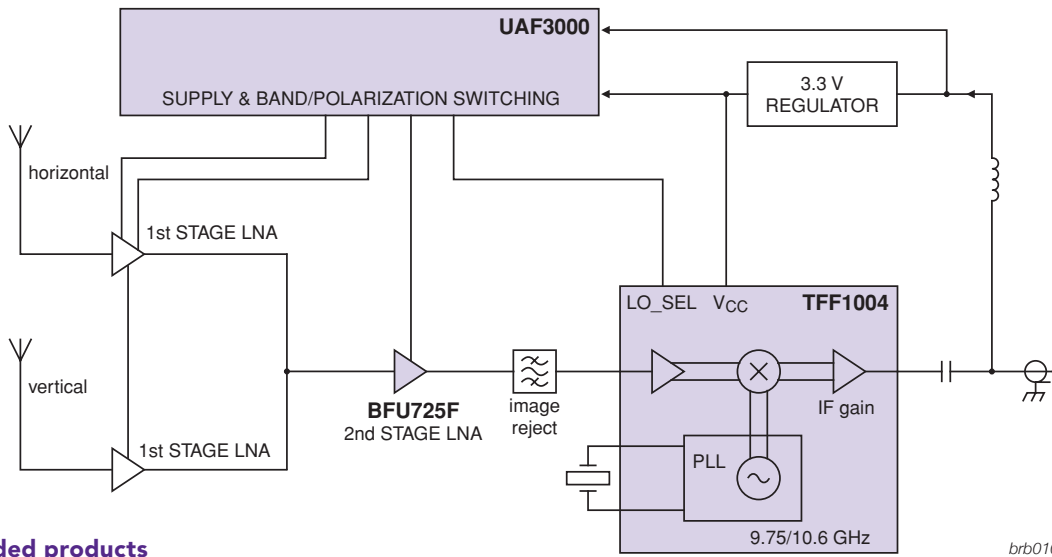 UAF3000
SUPPLY & BAND/POLARIZATION SWITCHING
3.3 V
REGULATOR
horizontal
1st STAGE LNA
LO_SEL VCC TFF1004
vertical
BFU725F
2nd STAGE LNA
image
reject
IF gain
1st STAGE LNA
PLL
9.75/10.6 GHz
products